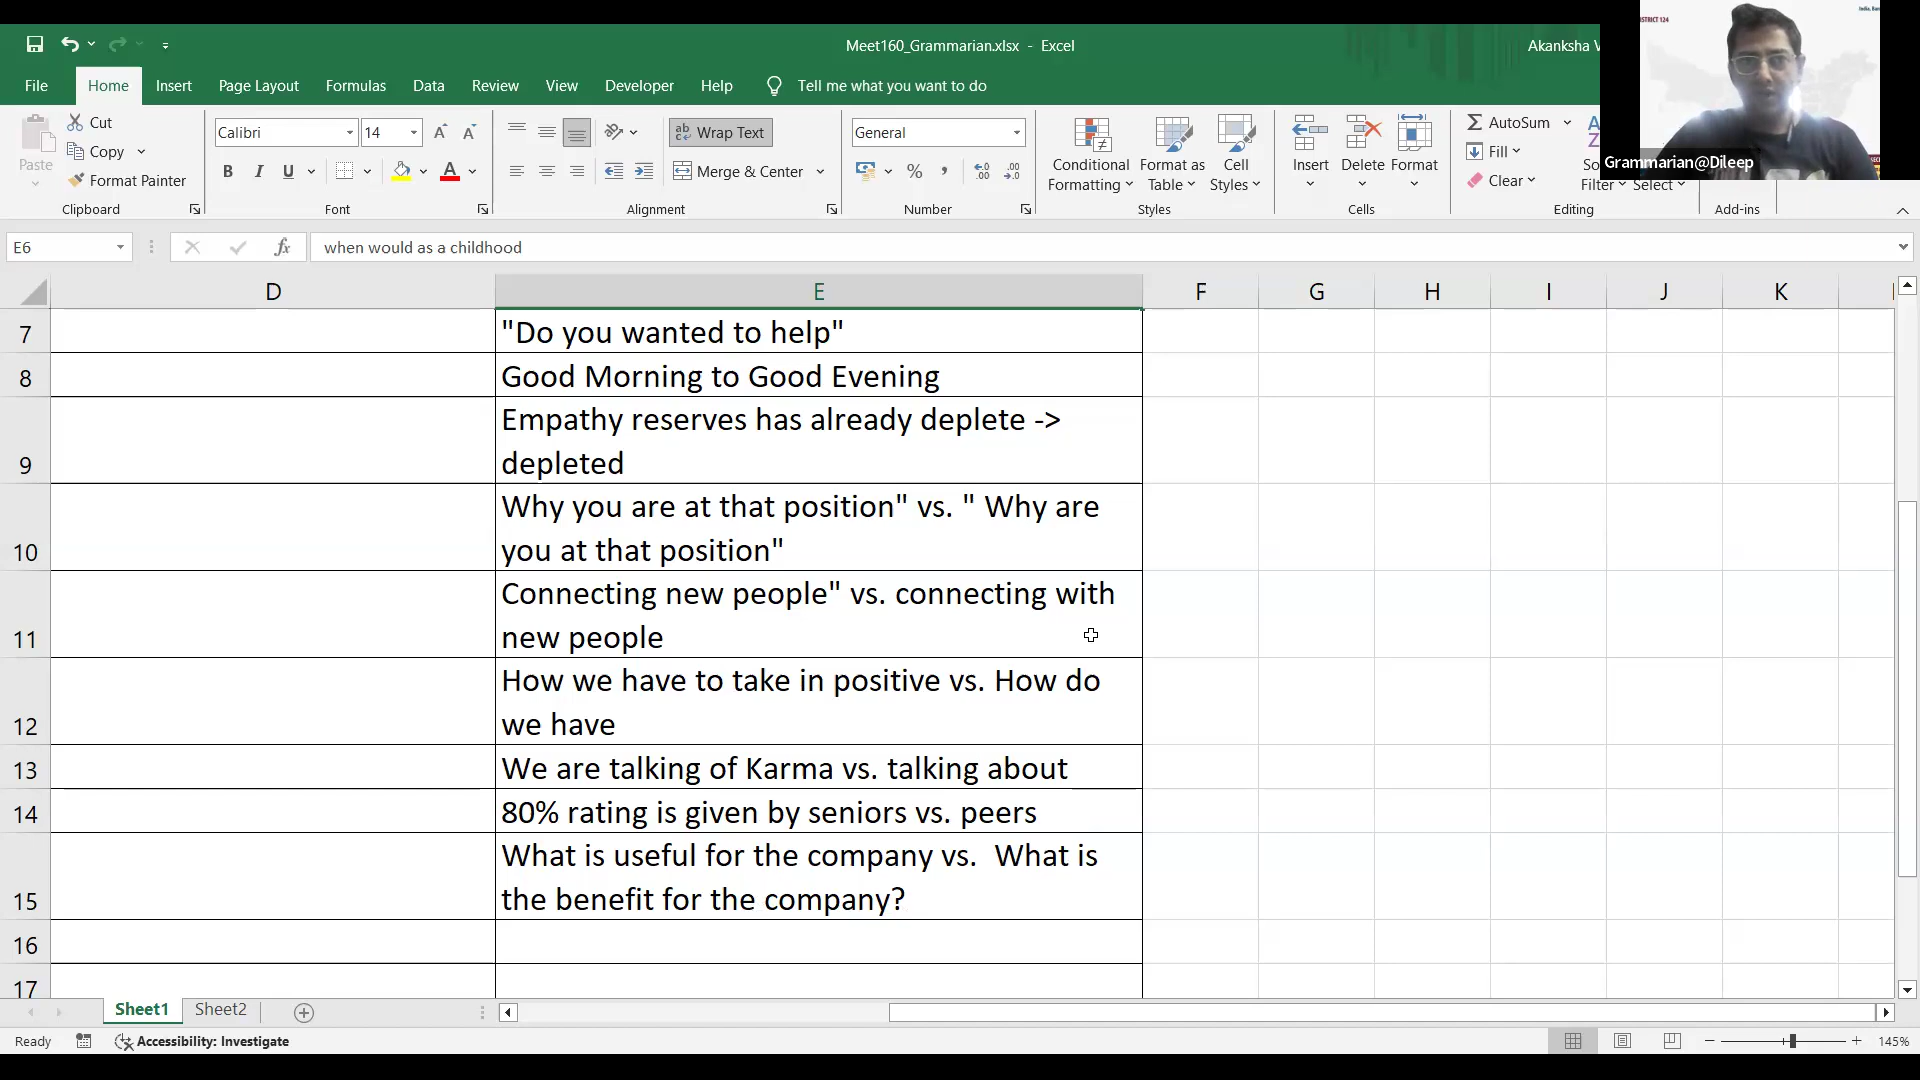 Meet160_Grammarian.xlsx - Excel
Akanksha V
DISTRICT 124
File Home Insert Page Layout Formulas Data Review View Developer Help Tell me what you want to do
Paste
Cut
Copy
Format Painter
Clipboard
Calibri 14
B I U
Font
Wrap Text
Merge & Center
Alignment
General
%
Number
Conditional Formatting
Format as Table
Cell Styles
Styles
Insert Delete Format
Cells
AutoSum
Fill
Clear
Filter Select
Editing
Add-ins
Grammarian@Dileep
E6 fx when would as a childhood
D E F G H I J K
7 "Do you wanted to help"
8 Good Morning to Good Evening
Empathy reserves has already deplete ->
9 depleted
Why you are at that position" vs. " Why are
10 you at that position"
Connecting new people" vs. connecting with
11 new people
How we have to take in positive vs. How do
12 we have
13 We are talking of Karma vs. talking about
14 80% rating is given by seniors vs. peers
What is useful for the company vs.  What is
15 the benefit for the company?
16
17
Sheet1 Sheet2
Ready Accessibility: Investigate 145%